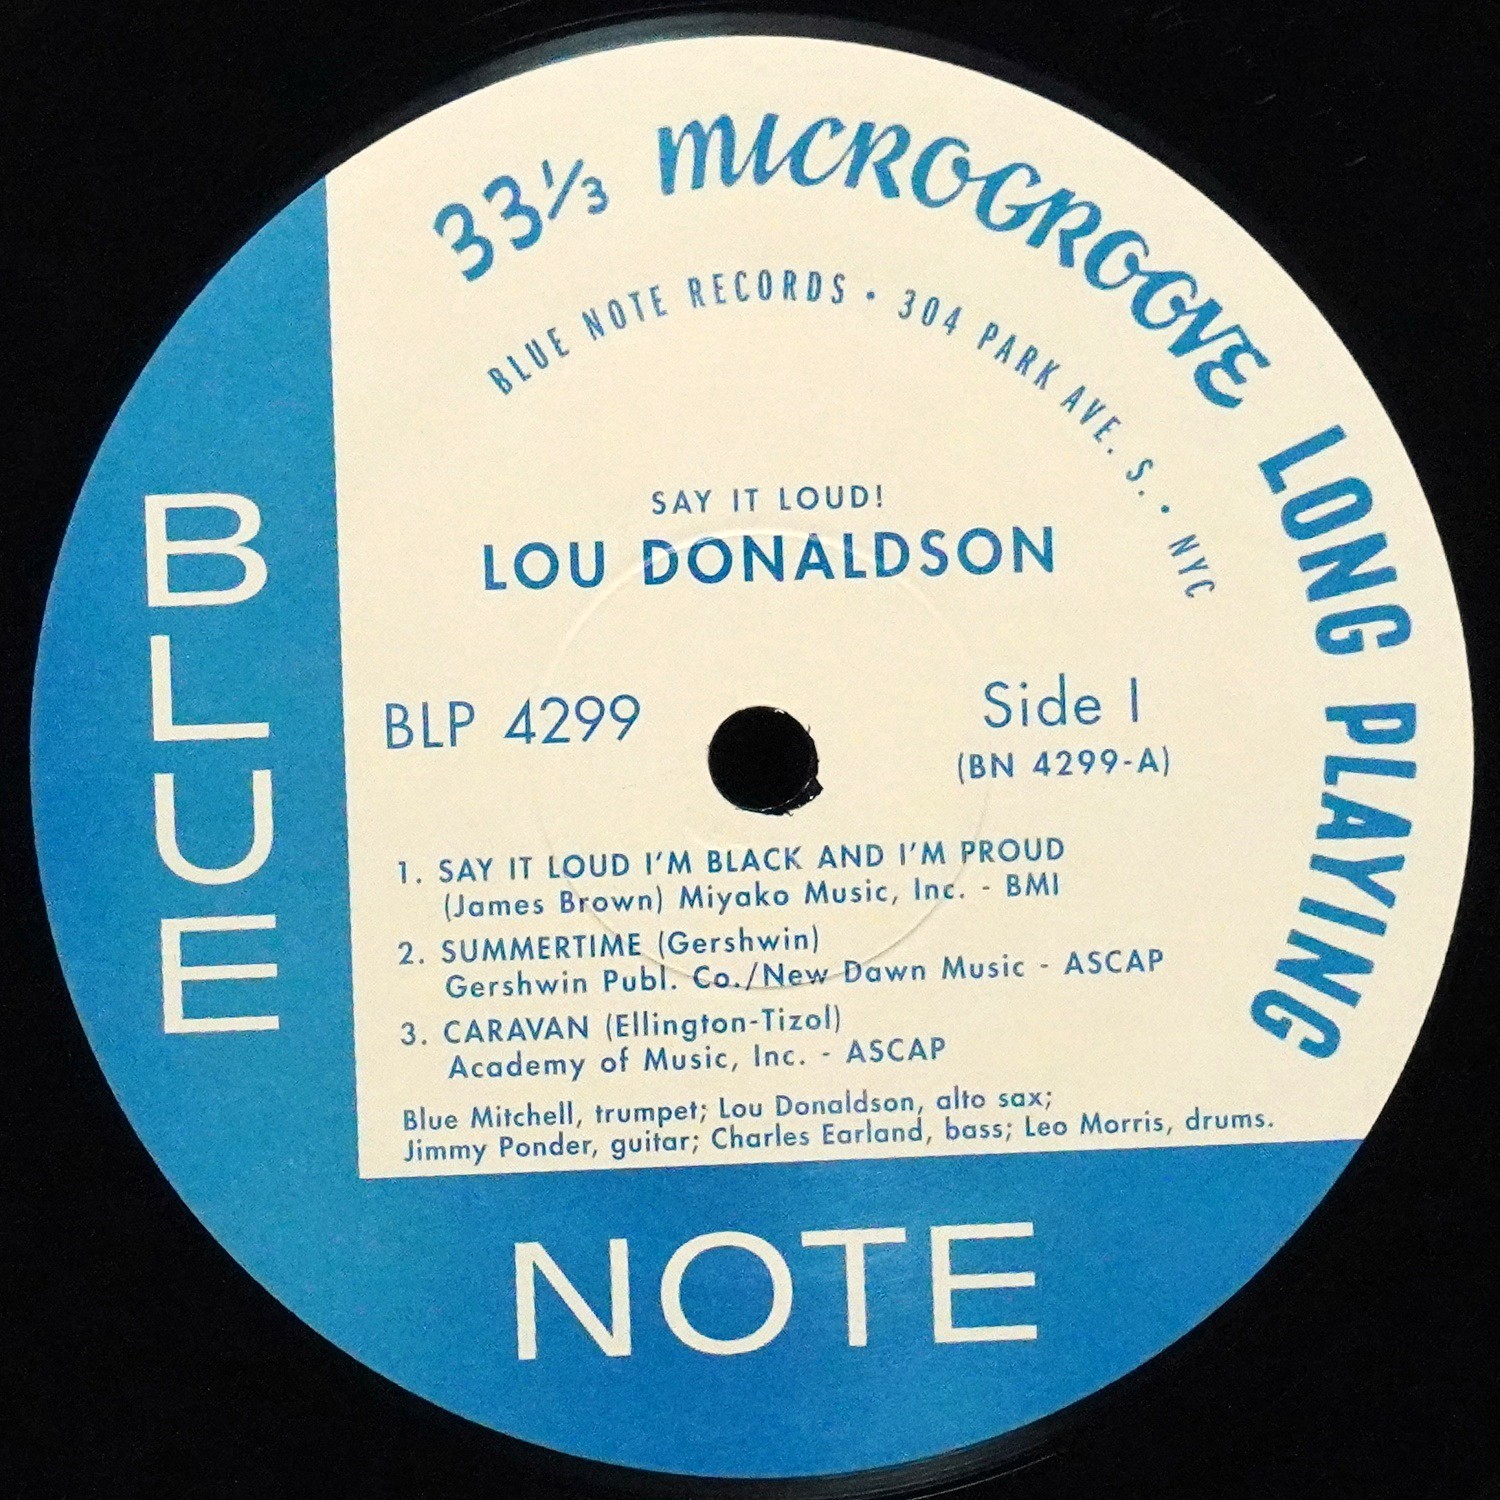 33⅓ MICROGROOVE LONG PLAYING
BLUE NOTE RECORDS • 304 PARK AVE. S. • NYC
SAY IT LOUD!
LOU DONALDSON
BLP 4299
Side 1
(BN 4299-A)
1. SAY IT LOUD I'M BLACK AND I'M PROUD
(James Brown) Miyako Music, Inc. - BMI
2. SUMMERTIME (Gershwin)
Gershwin Publ. Co./New Dawn Music - ASCAP
3. CARAVAN (Ellington-Tizol)
Academy of Music, Inc. - ASCAP
Blue Mitchell, trumpet; Lou Donaldson, alto sax;
Jimmy Ponder, guitar; Charles Earland, bass; Leo Morris, drums.
BLUE
NOTE